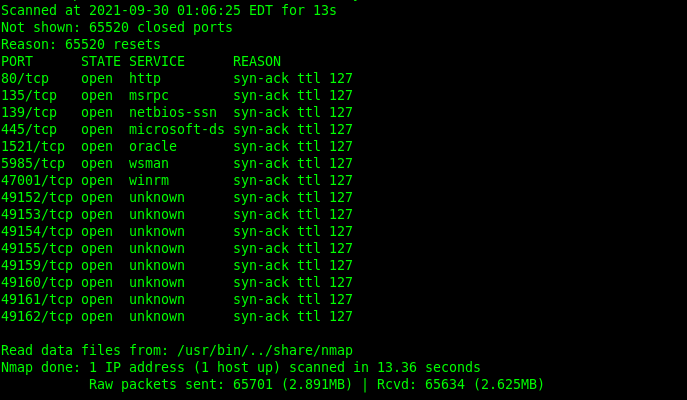 Scanned at 2021-09-30 01:06:25 EDT for 13s
Not shown: 65520 closed ports
Reason: 65520 resets
PORT      STATE SERVICE      REASON
80/tcp    open  http         syn-ack ttl 127
135/tcp   open  msrpc        syn-ack ttl 127
139/tcp   open  netbios-ssn  syn-ack ttl 127
445/tcp   open  microsoft-ds syn-ack ttl 127
1521/tcp  open  oracle       syn-ack ttl 127
5985/tcp  open  wsman        syn-ack ttl 127
47001/tcp open  winrm        syn-ack ttl 127
49152/tcp open  unknown      syn-ack ttl 127
49153/tcp open  unknown      syn-ack ttl 127
49154/tcp open  unknown      syn-ack ttl 127
49155/tcp open  unknown      syn-ack ttl 127
49159/tcp open  unknown      syn-ack ttl 127
49160/tcp open  unknown      syn-ack ttl 127
49161/tcp open  unknown      syn-ack ttl 127
49162/tcp open  unknown      syn-ack ttl 127

Read data files from: /usr/bin/../share/nmap
Nmap done: 1 IP address (1 host up) scanned in 13.36 seconds
           Raw packets sent: 65701 (2.891MB) | Rcvd: 65634 (2.625MB)